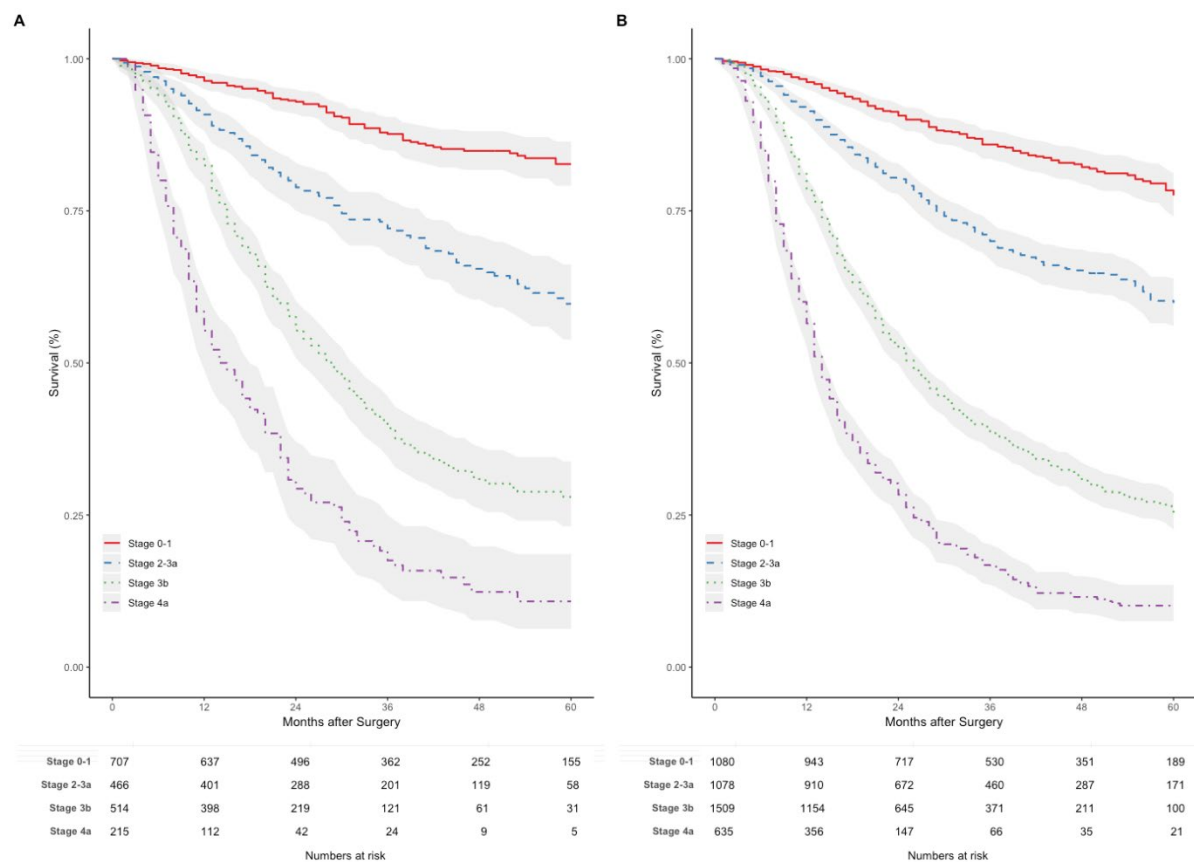 A
1.00
0.75
0.50
0.25
0.00
Survival (%)
Stage 0-1
Stage 2-3a
Stage 3b
Stage 4a
0 12 24 36 48 60
Months after Surgery
Stage 0-1 707 637 496 362 252 155
Stage 2-3a 466 401 288 201 119 58
Stage 3b 514 398 219 121 61 31
Stage 4a 215 112 42 24 9 5
Numbers at risk
B
1.00
0.75
0.50
0.25
0.00
Survival (%)
Stage 0-1
Stage 2-3a
Stage 3b
Stage 4a
0 12 24 36 48 60
Months after Surgery
Stage 0-1 1080 943 717 530 351 189
Stage 2-3a 1078 910 672 460 287 171
Stage 3b 1509 1154 645 371 211 100
Stage 4a 635 356 147 66 35 21
Numbers at risk